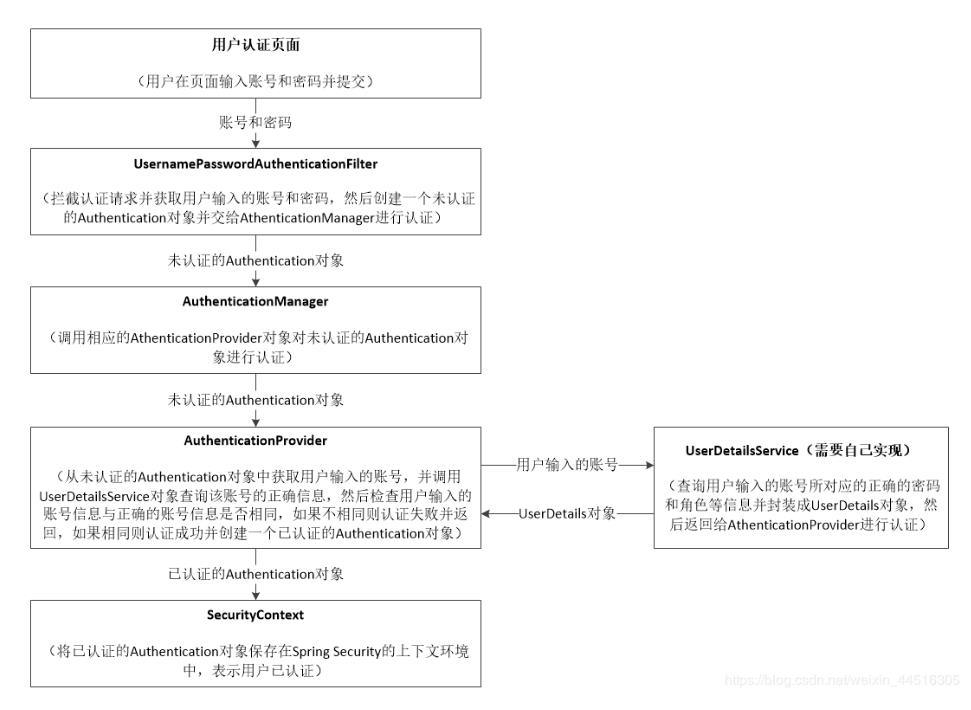 用户认证页面
（用户在页面输入账号和密码并提交）
账号和密码
UsernamePasswordAuthenticationFilter
（拦截认证请求并获取用户输入的账号和密码，然后创建一个未认证
的Authentication对象并交给AthenticationManager进行认证）
未认证的Authentication对象
AuthenticationManager
（调用相应的AthenticationProvider对象对未认证的Authentication对
象进行认证）
未认证的Authentication对象
AuthenticationProvider
（从未认证的Authentication对象中获取用户输入的账号，并调用
UserDetailsService对象查询该账号的正确信息，然后检查用户输入的
账号信息与正确的账号信息是否相同，如果不相同则认证失败并返
回，如果相同则认证成功并创建一个已认证的Authentication对象）
用户输入的账号
UserDetails对象
UserDetailsService（需要自己实现）
（查询用户输入的账号所对应的正确的密码
和角色等信息并封装成UserDetails对象，然
后返回给AthenticationProvider进行认证）
已认证的Authentication对象
SecurityContext
（将已认证的Authentication对象保存在Spring Security的上下文环境
中，表示用户已认证）
https://blog.csdn.net/weixin_44516305